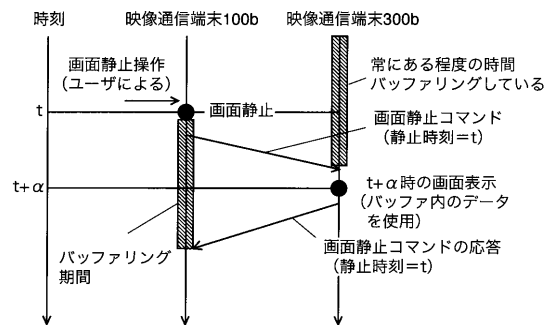 時刻
映像通信端末100b
映像通信端末300b
画面静止操作
(ユーザによる)
常にある程度の時間
バッファリングしている
t
画面静止
画面静止コマンド
(静止時刻=t)
t+α
t+α時の画面表示
(バッファ内のデータ
を使用)
バッファリング
期間
画面静止コマンドの応答
(静止時刻=t)